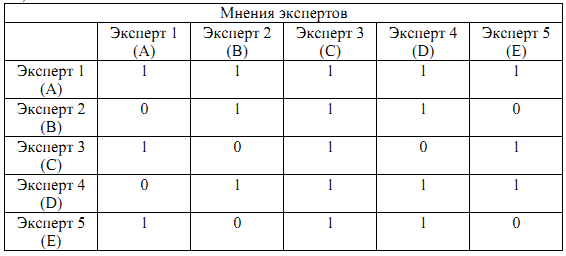 Мнения экспертов
Эксперт 1 (A) Эксперт 2 (B) Эксперт 3 (C) Эксперт 4 (D) Эксперт 5 (E)
Эксперт 1 (A) 1 1 1 1 1
Эксперт 2 (B) 0 1 1 1 0
Эксперт 3 (C) 1 0 1 0 1
Эксперт 4 (D) 0 1 1 1 1
Эксперт 5 (E) 1 0 1 1 0